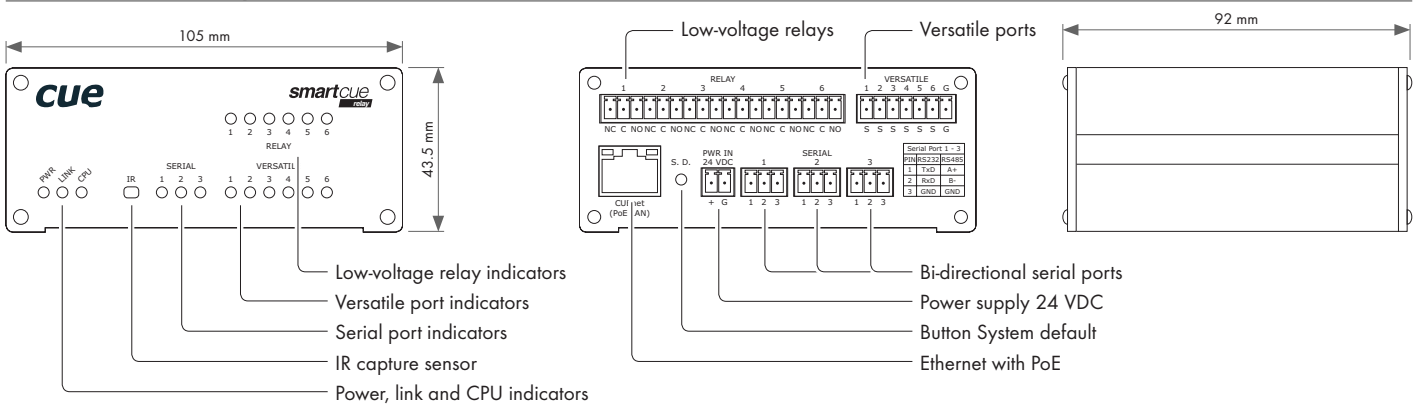 105 mm
cue
smartcue
relay
1 2 3 4 5 6
RELAY
PWR LINK CPU
IR
SERIAL
1 2 3
VERSATIL
1 2 3 4 5 6
43.5 mm
Low-voltage relay indicators
Versatile port indicators
Serial port indicators
IR capture sensor
Power, link and CPU indicators
Low-voltage relays
Versatile ports
RELAY
1 2 3 4 5 6
NC C NO NC C NO NC C NO NC C NO NC C NO NC C NO
VERSATILE
1 2 3 4 5 6 G
S S S S S S G
CUEnet
(PoE LAN)
S. D.
PWR IN
24 VDC
+ G
SERIAL
1 2 3
1 2 3 1 2 3 1 2 3
Serial Port 1 - 3
PIN RS232 RS485
1 TxD A+
2 RxD B-
3 GND GND
Bi-directional serial ports
Power supply 24 VDC
Button System default
Ethernet with PoE
92 mm